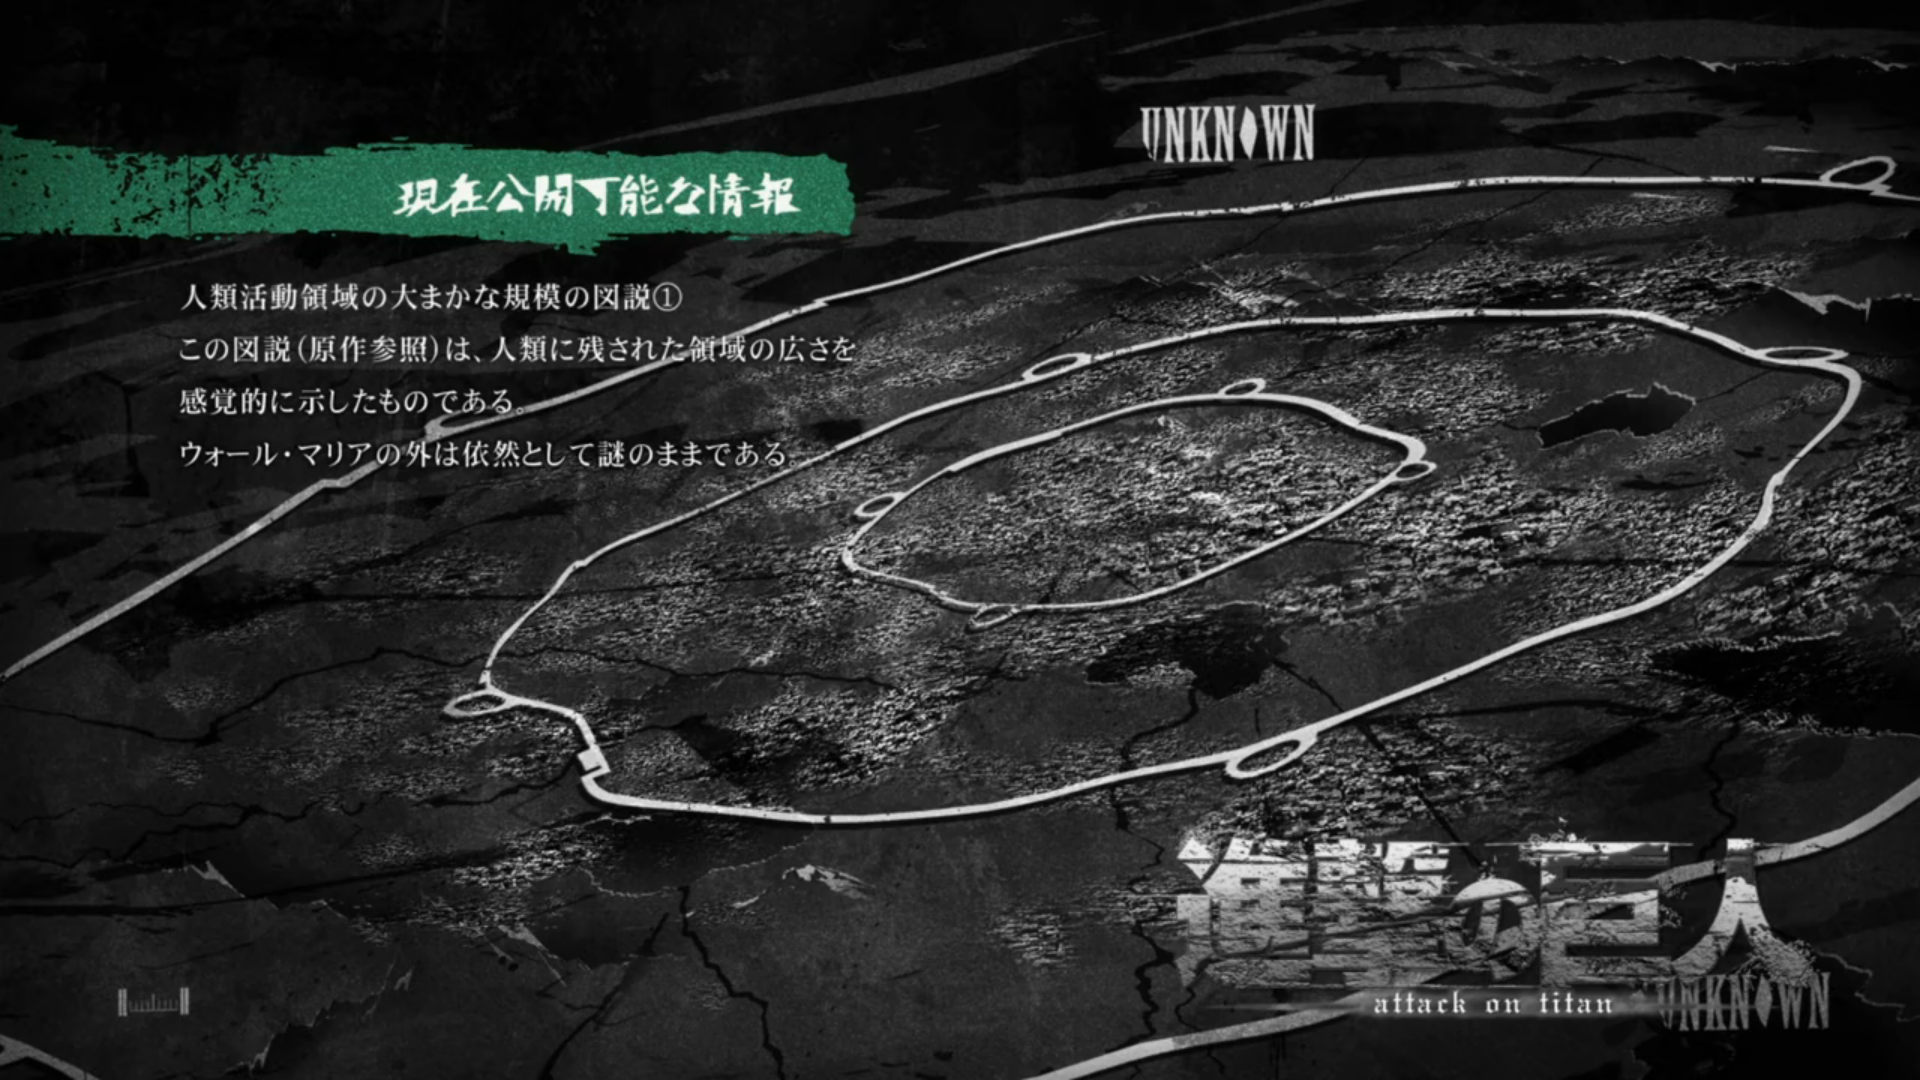 UNKNOWN
現在公開可能な情報
人類活動領域の大まかな規模の図説①
この図説(原作参照)は、人類に残された領域の広さを
感覚的に示したものである。
ウォール・マリアの外は依然として謎のままである。
進撃の巨人
attack on titan
UNKNOWN